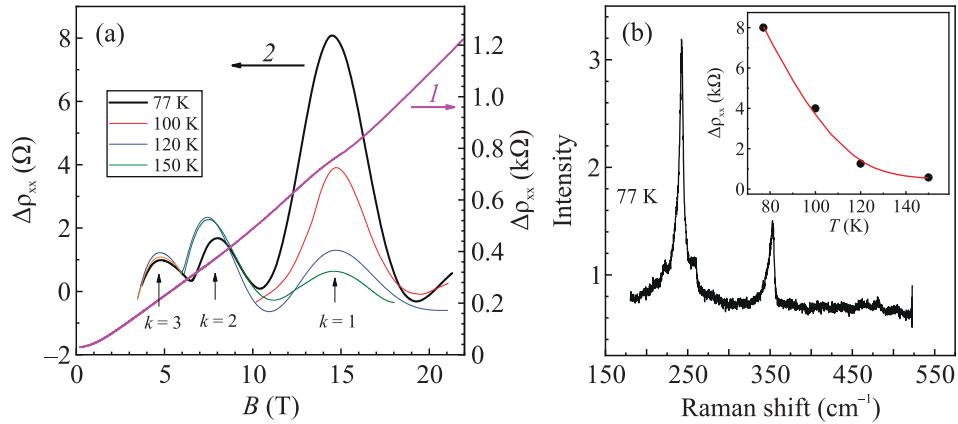 (a)
2
1
77 K
100 K
120 K
150 K
k = 3
k = 2
k = 1
8
6
4
2
0
–2
Δρxx (Ω)
1.2
1.0
0.8
0.6
0.4
0.2
0
Δρxx (kΩ)
0
5
10
15
20
B (T)
(b)
77 K
3
2
1
Intensity
150
250
350
450
550
Raman shift (cm⁻¹)
8
6
4
2
0
Δρxx (kΩ)
80
100
120
140
T (K)